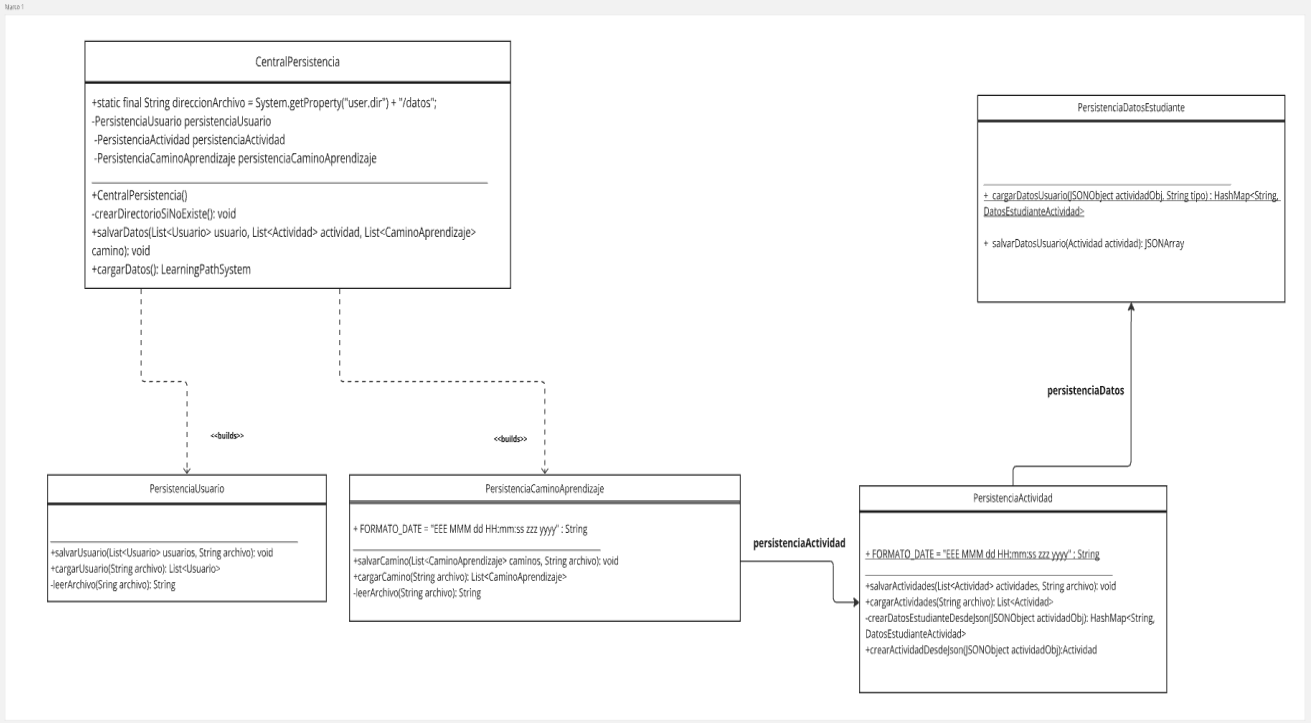 Marco 1
CentralPersistencia
+static final String direccionArchivo = System.getProperty("user.dir") + "/datos";
-PersistenciaUsuario persistenciaUsuario
-PersistenciaActividad persistenciaActividad
-PersistenciaCaminoAprendizaje persistenciaCaminoAprendizaje
+CentralPersistencia()
-crearDirectorioSiNoExiste(): void
+salvarDatos(List<Usuario> usuario, List<Actividad> actividad, List<CaminoAprendizaje>
camino): void
+cargarDatos(): LearningPathSystem
PersistenciaDatosEstudiante
+ cargarDatosUsuario(JSONObject actividadObj, String tipo) : HashMap<String,
DatosEstudianteActividad>
+ salvarDatosUsuario(Actividad actividad): JSONArray
persistenciaDatos
<<builds>>
<<builds>>
PersistenciaUsuario
+salvarUsuario(List<Usuario> usuarios, String archivo): void
+cargarUsuario(String archivo): List<Usuario>
-leerArchivo(Sring archivo): String
PersistenciaCaminoAprendizaje
+ FORMATO_DATE = "EEE MMM dd HH:mm:ss zzz yyyy" : String
+salvarCamino(List<CaminoAprendizaje> caminos, String archivo): void
+cargarCamino(String archivo): List<CaminoAprendizaje>
-leerArchivo(String archivo): String
persistenciaActividad
PersistenciaActividad
+ FORMATO_DATE = "EEE MMM dd HH:mm:ss zzz yyyy" : String
+salvarActividades(List<Actividad> actividades, String archivo): void
+cargarActividades(String archivo): List<Actividad>
-crearDatosEstudianteDesdeJson(JSONObject actividadObj): HashMap<String,
DatosEstudianteActividad>
+crearActividadDesdeJson(JSONObject actividadObj):Actividad